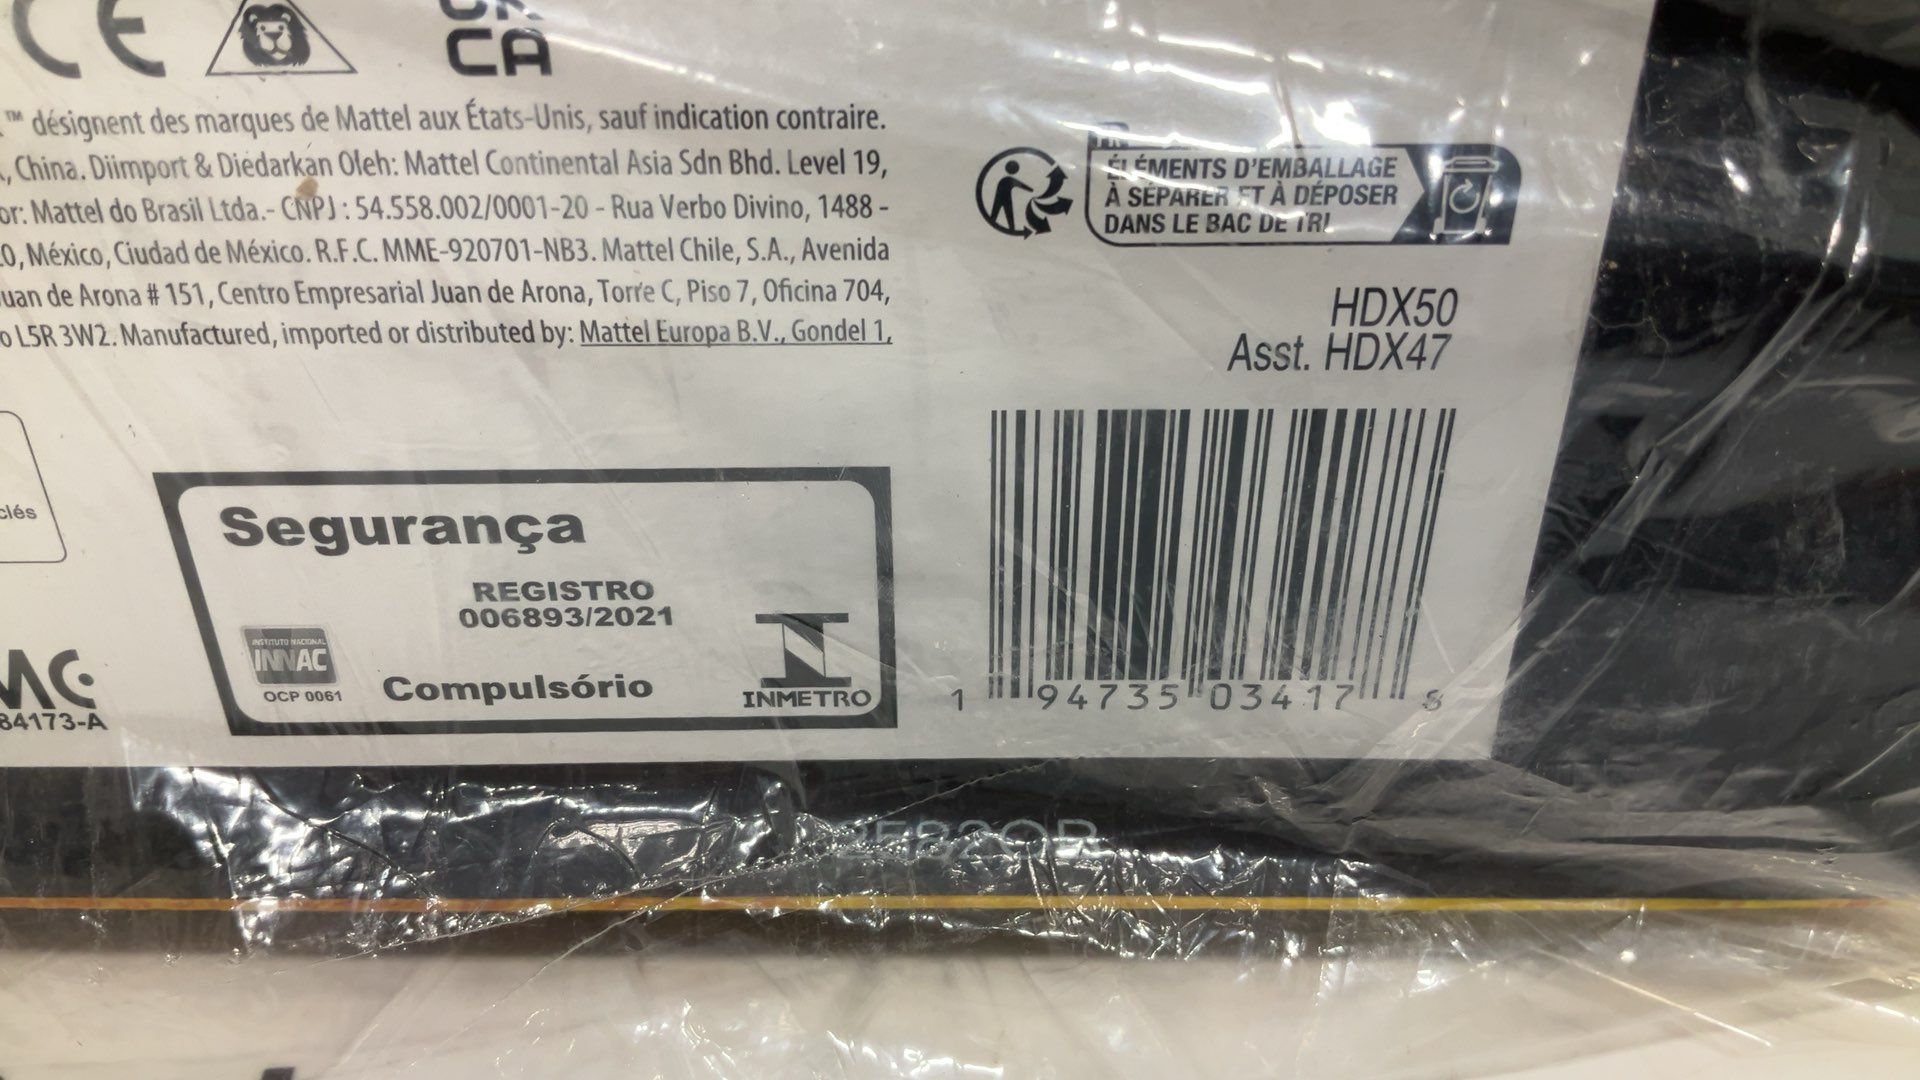 CE
CA
™ désignent des marques de Mattel aux États-Unis, sauf indication contraire.
, China. Diimport & Diedarkan Oleh: Mattel Continental Asia Sdn Bhd. Level 19,
or: Mattel do Brasil Ltda.- CNPJ : 54.558.002/0001-20 - Rua Verbo Divino, 1488 -
0, México, Ciudad de México. R.F.C. MME-920701-NB3. Mattel Chile, S.A., Avenida
uan de Arona # 151, Centro Empresarial Juan de Arona, Torre C, Piso 7, Oficina 704,
o L5R 3W2. Manufactured, imported or distributed by: Mattel Europa B.V., Gondel 1,
ÉLÉMENTS D'EMBALLAGE
À SÉPARER ET À DÉPOSER
DANS LE BAC DE TRI
HDX50
Asst. HDX47
clés
Segurança
REGISTRO
006893/2021
INSTITUTO NACIONAL
INNAC
OCP 0061
Compulsório
INMETRO
84173-A
1 94735 03417 8